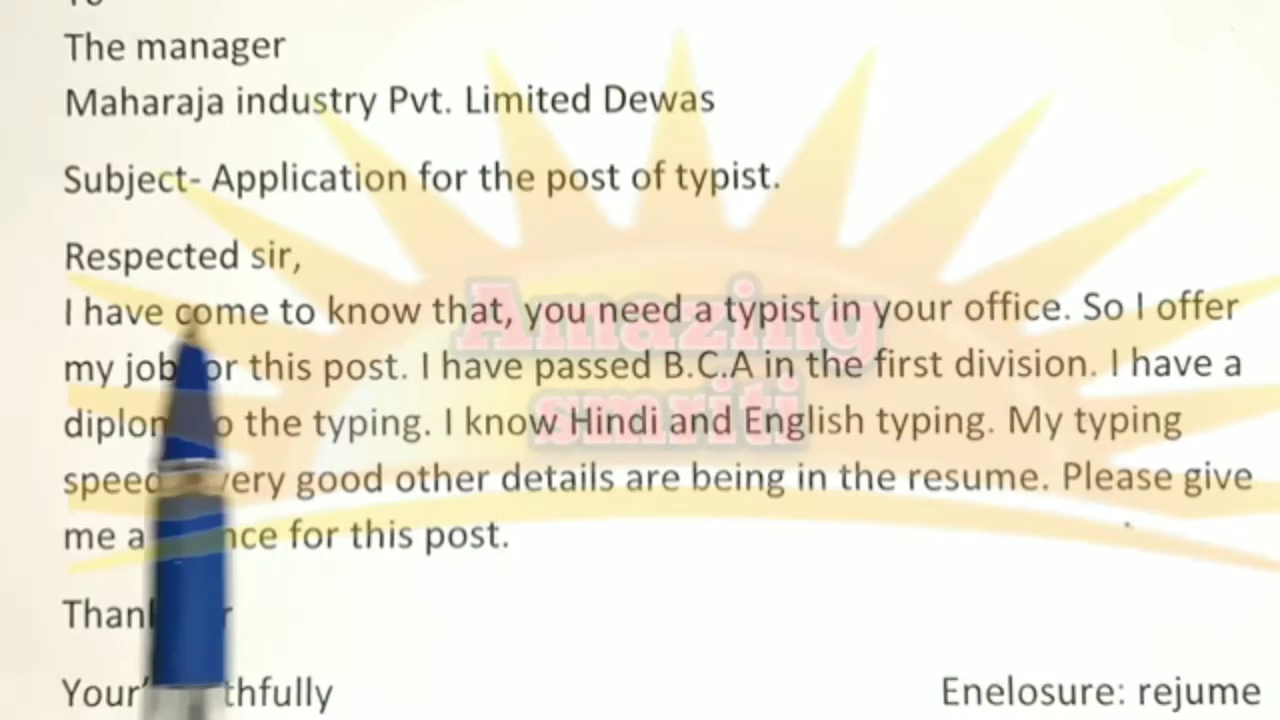 The manager
Maharaja industry Pvt. Limited Dewas
Subject- Application for the post of typist.
Respected sir,
I have come to know that, you need a typist in your office. So I offer
my job for this post. I have passed B.C.A in the first division. I have a
the typing. I know Hindi and English typing. My typing
speed very good other details are being in the resume. Please give
me a for this post.
Enelosure: rejume
Amazing
smriti